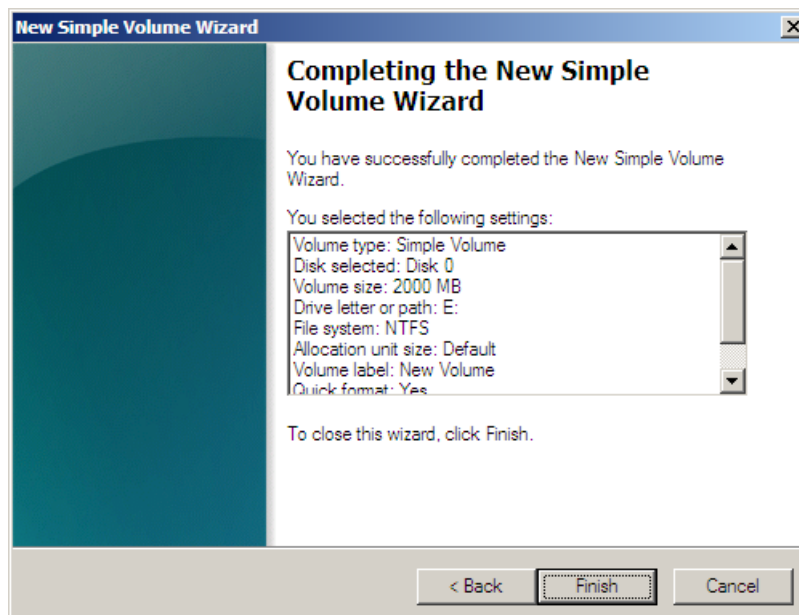 New Simple Volume Wizard
Completing the New Simple
Volume Wizard
You have successfully completed the New Simple Volume
Wizard.
You selected the following settings:
Volume type: Simple Volume
Disk selected: Disk 0
Volume size: 2000 MB
Drive letter or path: E:
File system: NTFS
Allocation unit size: Default
Volume label: New Volume
Quick format: Yes
To close this wizard, click Finish.
< Back Finish Cancel